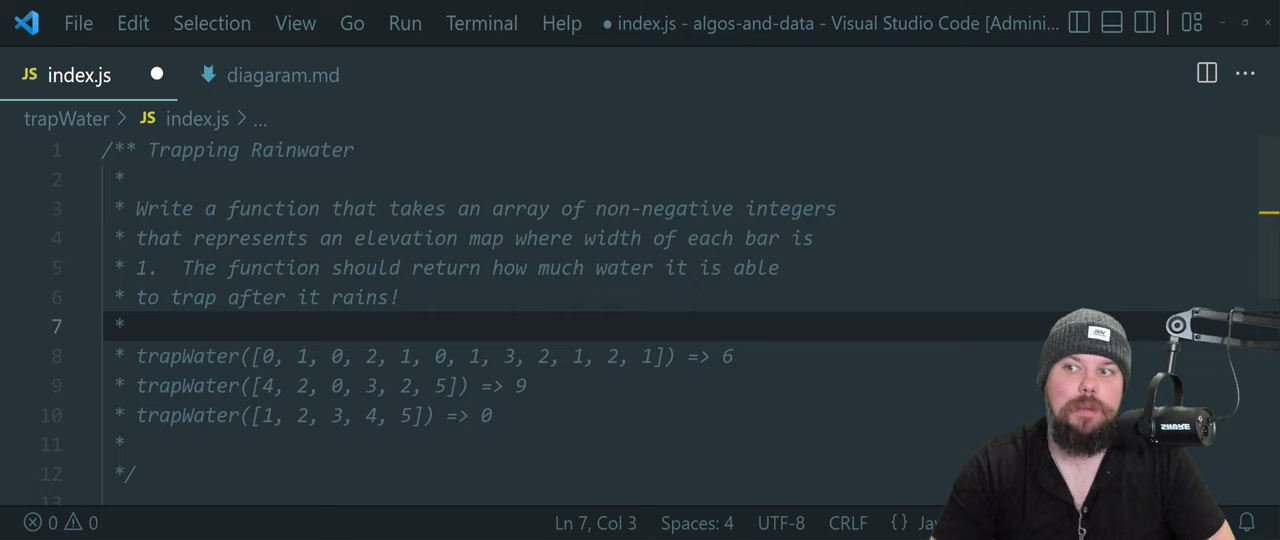 File Edit Selection View Go Run Terminal Help ● index.js - algos-and-data - Visual Studio Code [Admini...
JS index.js diagaram.md
trapWater > JS index.js > ...
1 /** Trapping Rainwater
2 *
3 * Write a function that takes an array of non-negative integers
4 * that represents an elevation map where width of each bar is
5 * 1. The function should return how much water it is able
6 * to trap after it rains!
7 *
8 * trapWater([0, 1, 0, 2, 1, 0, 1, 3, 2, 1, 2, 1]) => 6
9 * trapWater([4, 2, 0, 3, 2, 5]) => 9
10 * trapWater([1, 2, 3, 4, 5]) => 0
11 *
12 */
13
0 0 Ln 7, Col 3 Spaces: 4 UTF-8 CRLF {}
SHURE